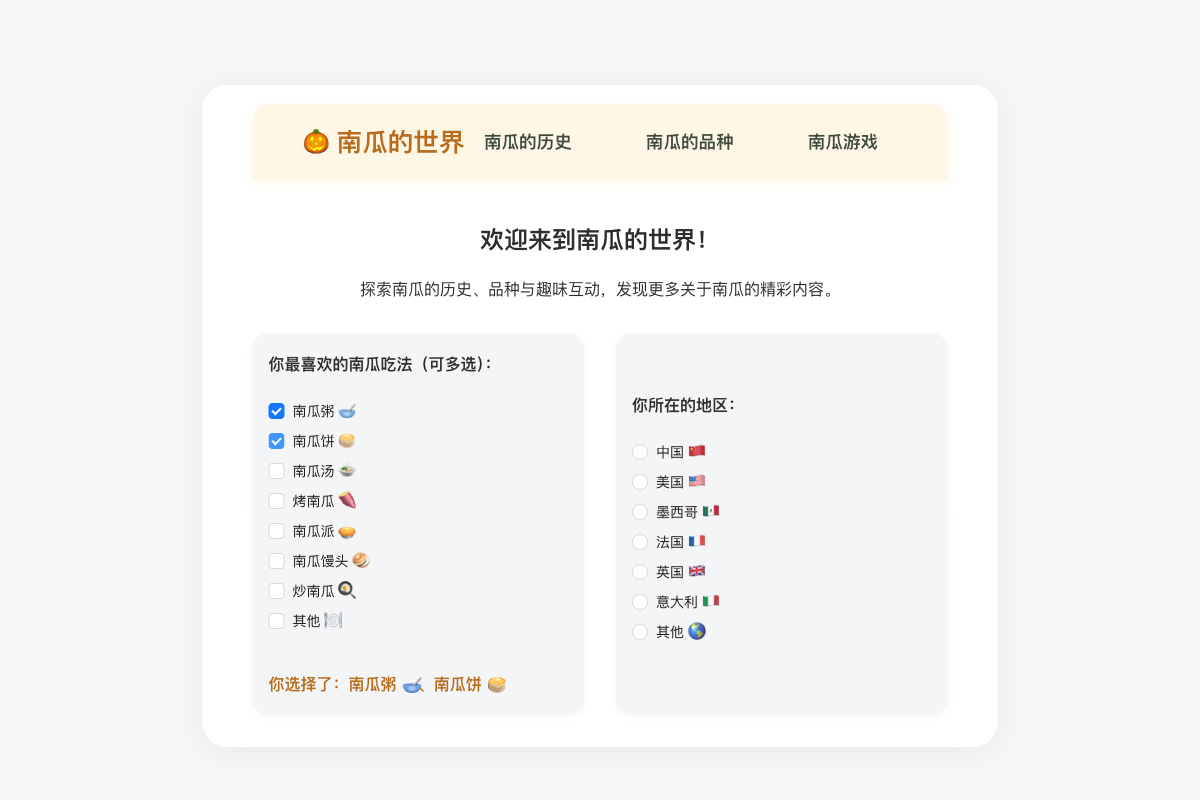 🎃 南瓜的世界 南瓜的历史 南瓜的品种 南瓜游戏
欢迎来到南瓜的世界！
探索南瓜的历史、品种与趣味互动，发现更多关于南瓜的精彩内容。
你最喜欢的南瓜吃法（可多选）：
南瓜粥 🥣
南瓜饼 🥞
南瓜汤 🍲
烤南瓜 🍠
南瓜派 🥧
南瓜馒头 🥮
炒南瓜 🍳
其他 🍽️
你选择了：南瓜粥 🥣、南瓜饼 🥞
你所在的地区：
中国 🇨🇳
美国 🇺🇸
墨西哥 🇲🇽
法国 🇫🇷
英国 🇬🇧
意大利 🇮🇹
其他 🌎